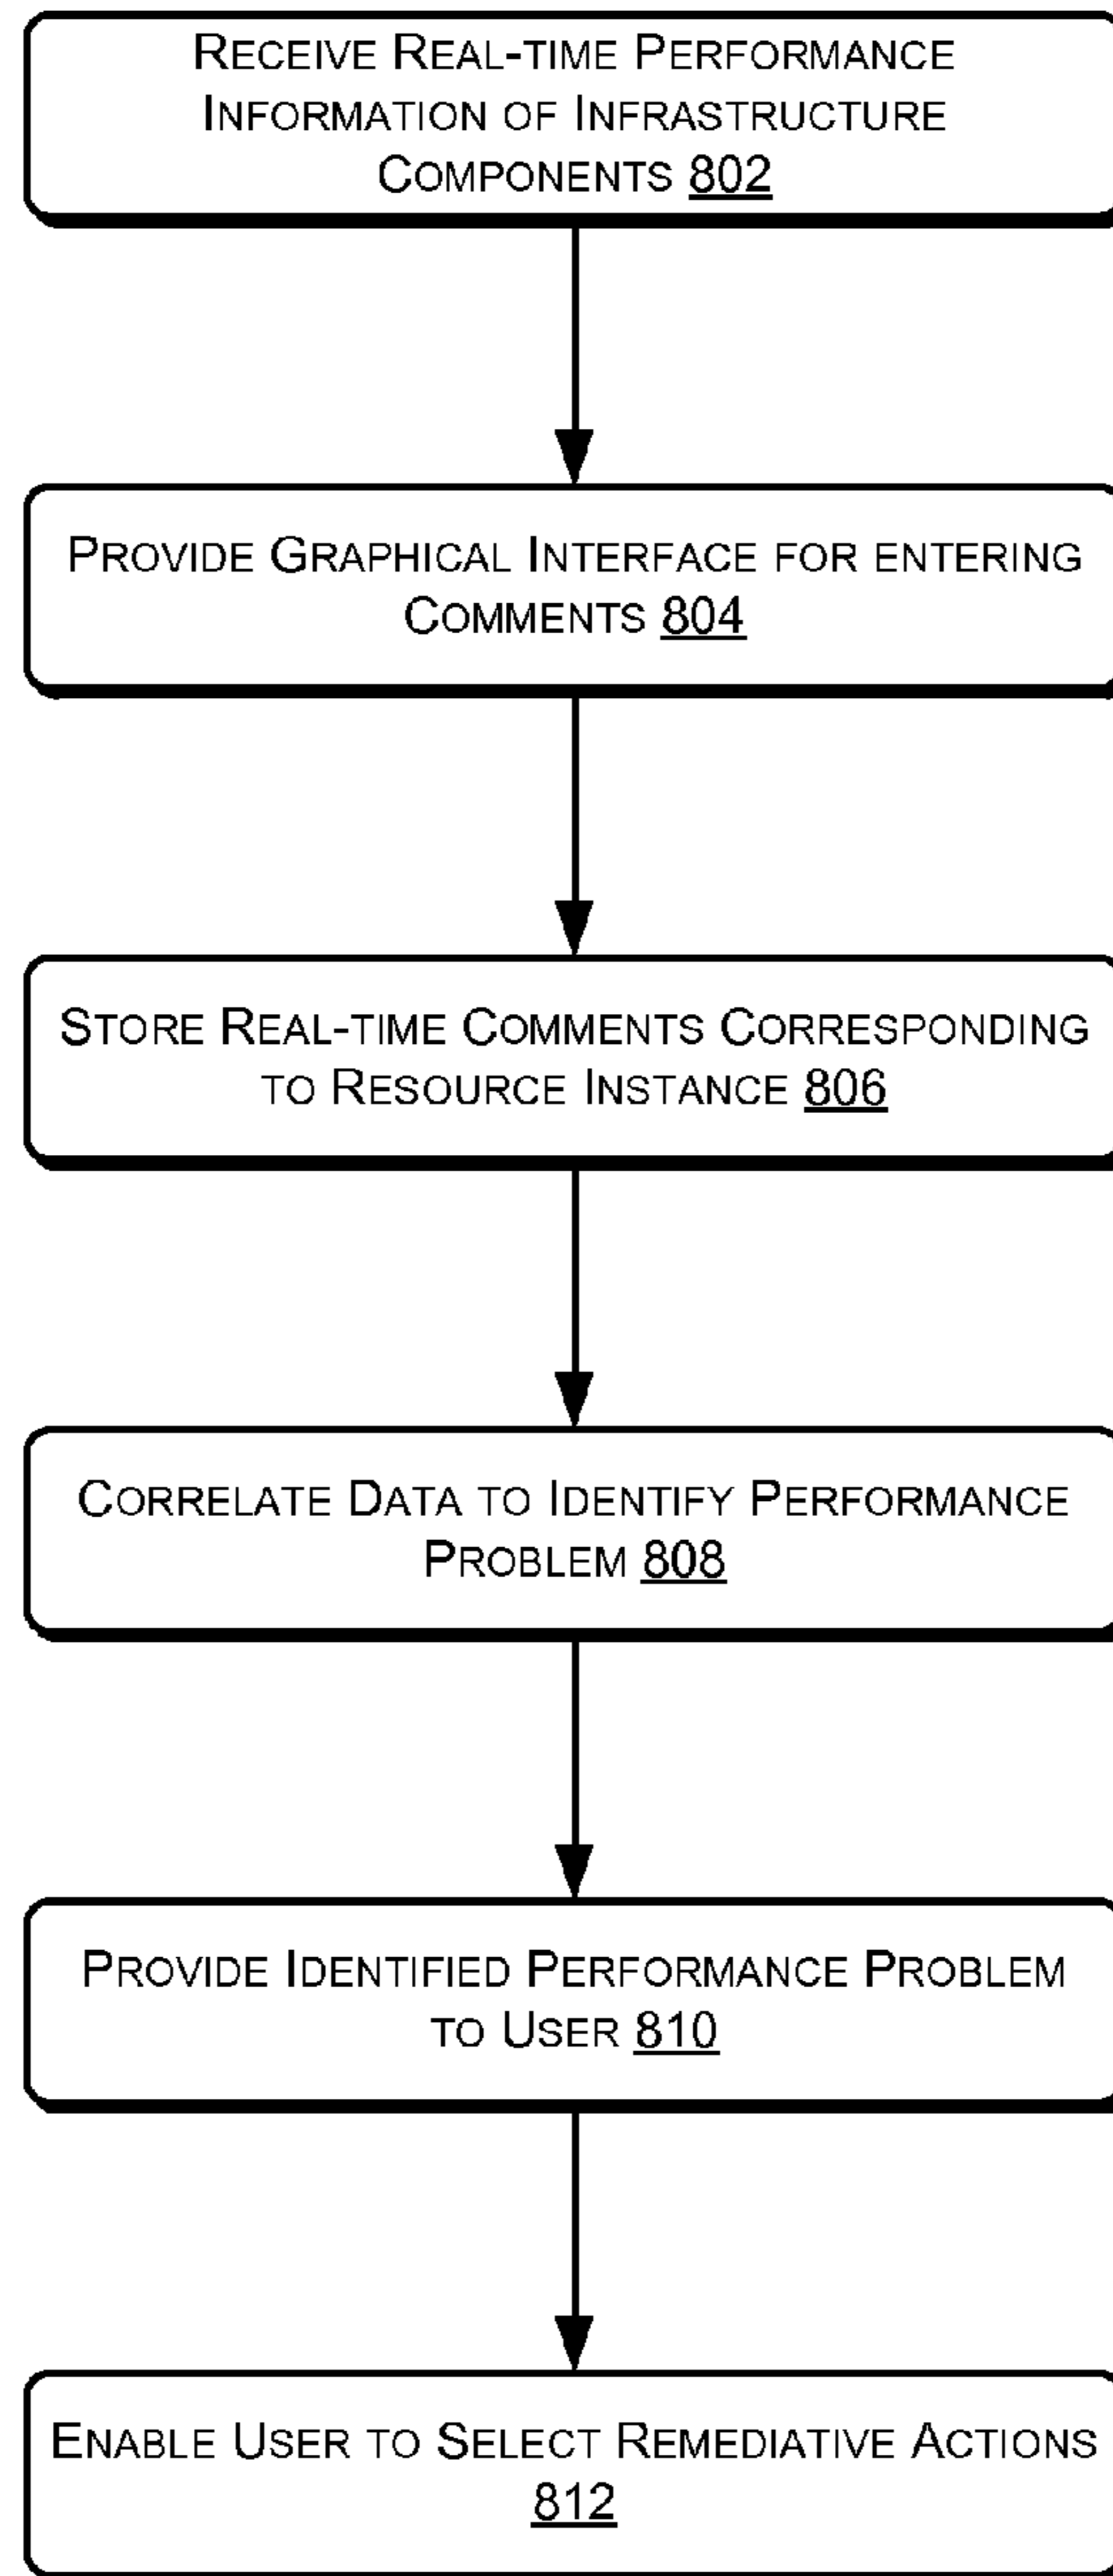 RECEIVE REAL-TIME PERFORMANCE
INFORMATION OF INFRASTRUCTURE
COMPONENTS 802
PROVIDE GRAPHICAL INTERFACE FOR ENTERING
COMMENTS 804
STORE REAL-TIME COMMENTS CORRESPONDING
TO RESOURCE INSTANCE 806
CORRELATE DATA TO IDENTIFY PERFORMANCE
PROBLEM 808
PROVIDE IDENTIFIED PERFORMANCE PROBLEM
TO USER 810
ENABLE USER TO SELECT REMEDIATIVE ACTIONS
812